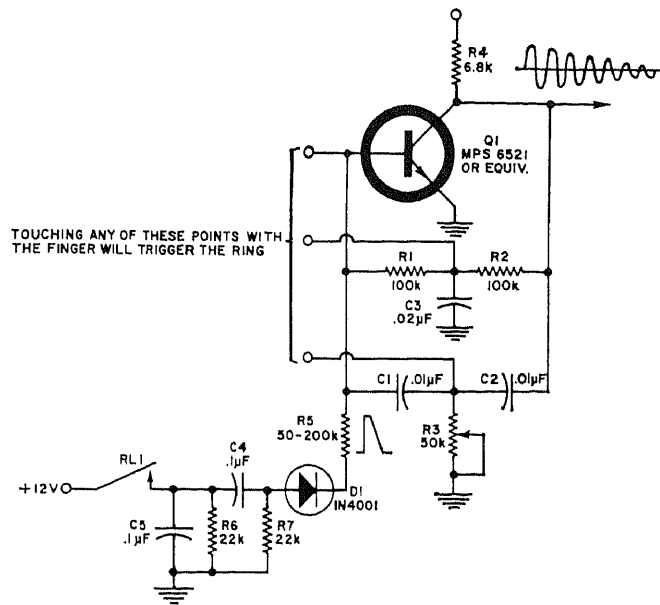 R4
6.8k
Q1
MPS 6521
OR EQUIV.
TOUCHING ANY OF THESE POINTS WITH
THE FINGER WILL TRIGGER THE RING
R1
100k
R2
100k
C3
.02µF
C1
.01µF
C2
.01µF
R5
50-200k
R3
50k
RL1
+12V
C4
.1µF
D1
1N4001
C5
.1µF
R6
22k
R7
22k